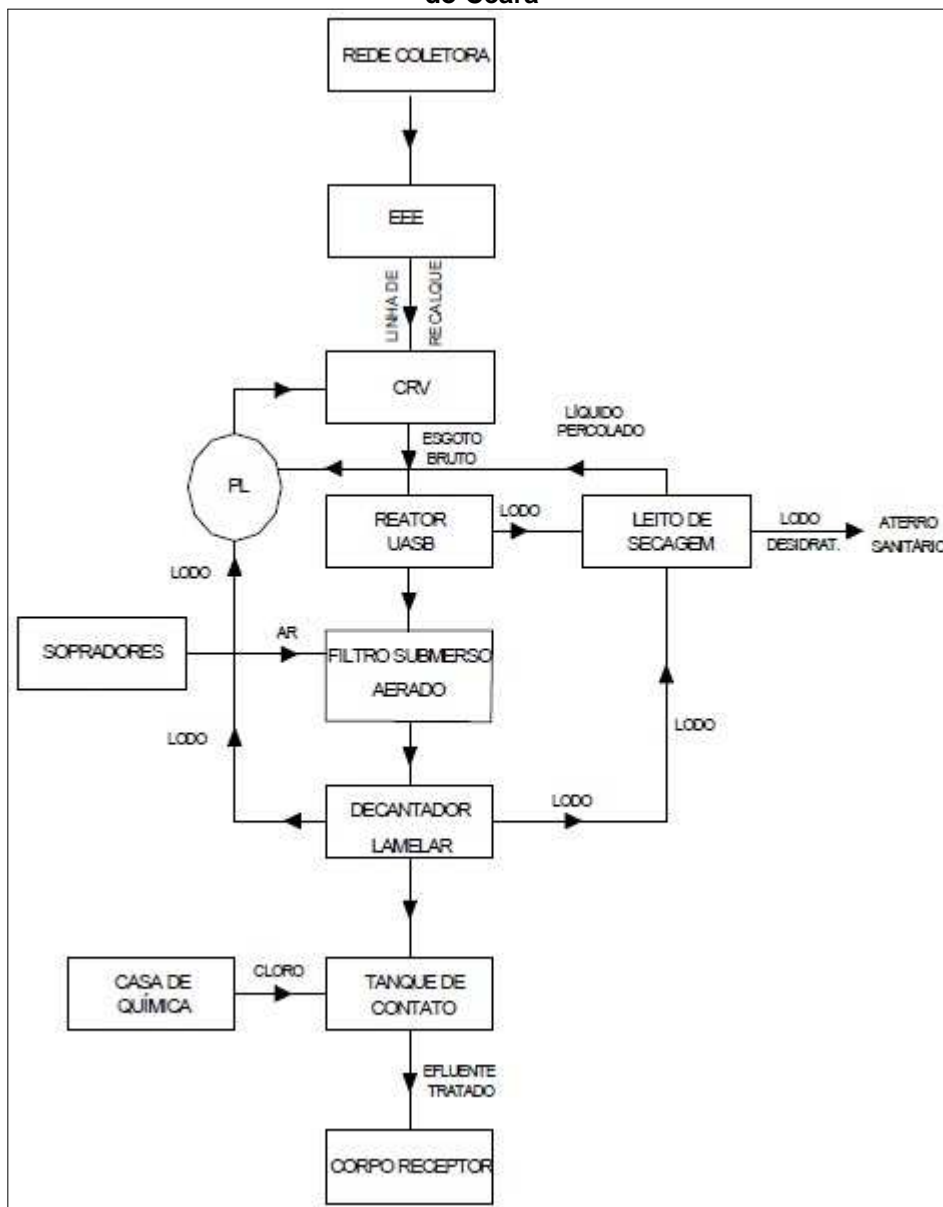 do Ceará
REDE COLETORA
EEE
LINHA DE
RECALQUE
CRV
LÍQUIDO
PERCOLADO
ESGOTO
BRUTO
PL
REATOR
UASB
LODO
LEITO DE
SECAGEM
LODO
DESIDRAT.
ATERRO
SANITÁRIO
LODO
SOPRADORES
AR
FILTRO SUBMERSO
AERADO
LODO
LODO
DECANTADOR
LAMELAR
LODO
CASA DE
QUÍMICA
CLORO
TANQUE DE
CONTATO
EFLUENTE
TRATADO
CORPO RECEPTOR